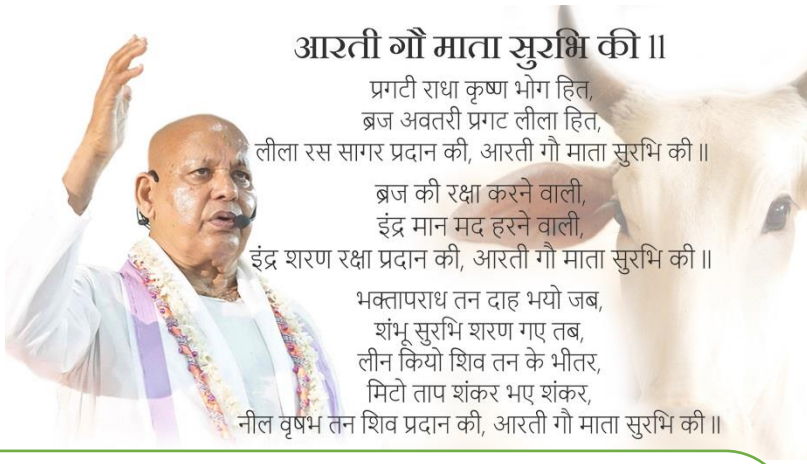 आरती गौ माता सुरभि की ॥
प्रगटी राधा कृष्ण भोग हित,
ब्रज अवतरी प्रगट लीला हित,
लीला रस सागर प्रदान की, आरती गौ माता सुरभि की ॥
ब्रज की रक्षा करने वाली,
इंद्र मान मद हरने वाली,
इंद्र शरण रक्षा प्रदान की, आरती गौ माता सुरभि की ॥
भक्तापराध तन दाह भयो जब,
शंभू सुरभि शरण गए तब,
लीन कियो शिव तन के भीतर,
मिटो ताप शंकर भए शंकर,
नील वृषभ तन शिव प्रदान की, आरती गौ माता सुरभि की ॥